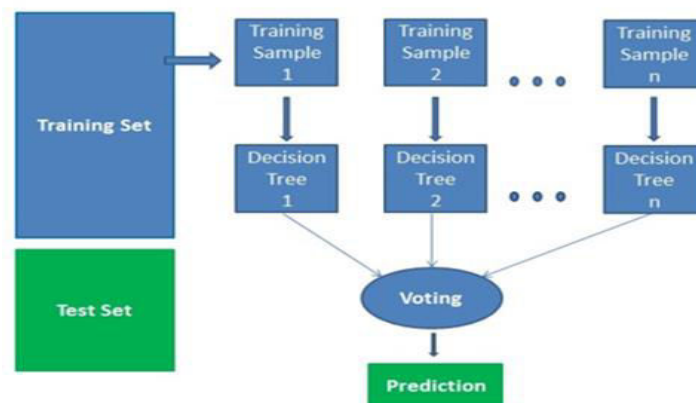 Training Set
Test Set
Training
Sample
1
Training
Sample
2
Training
Sample
n
Decision
Tree
1
Decision
Tree
2
Decision
Tree
n
Voting
Prediction